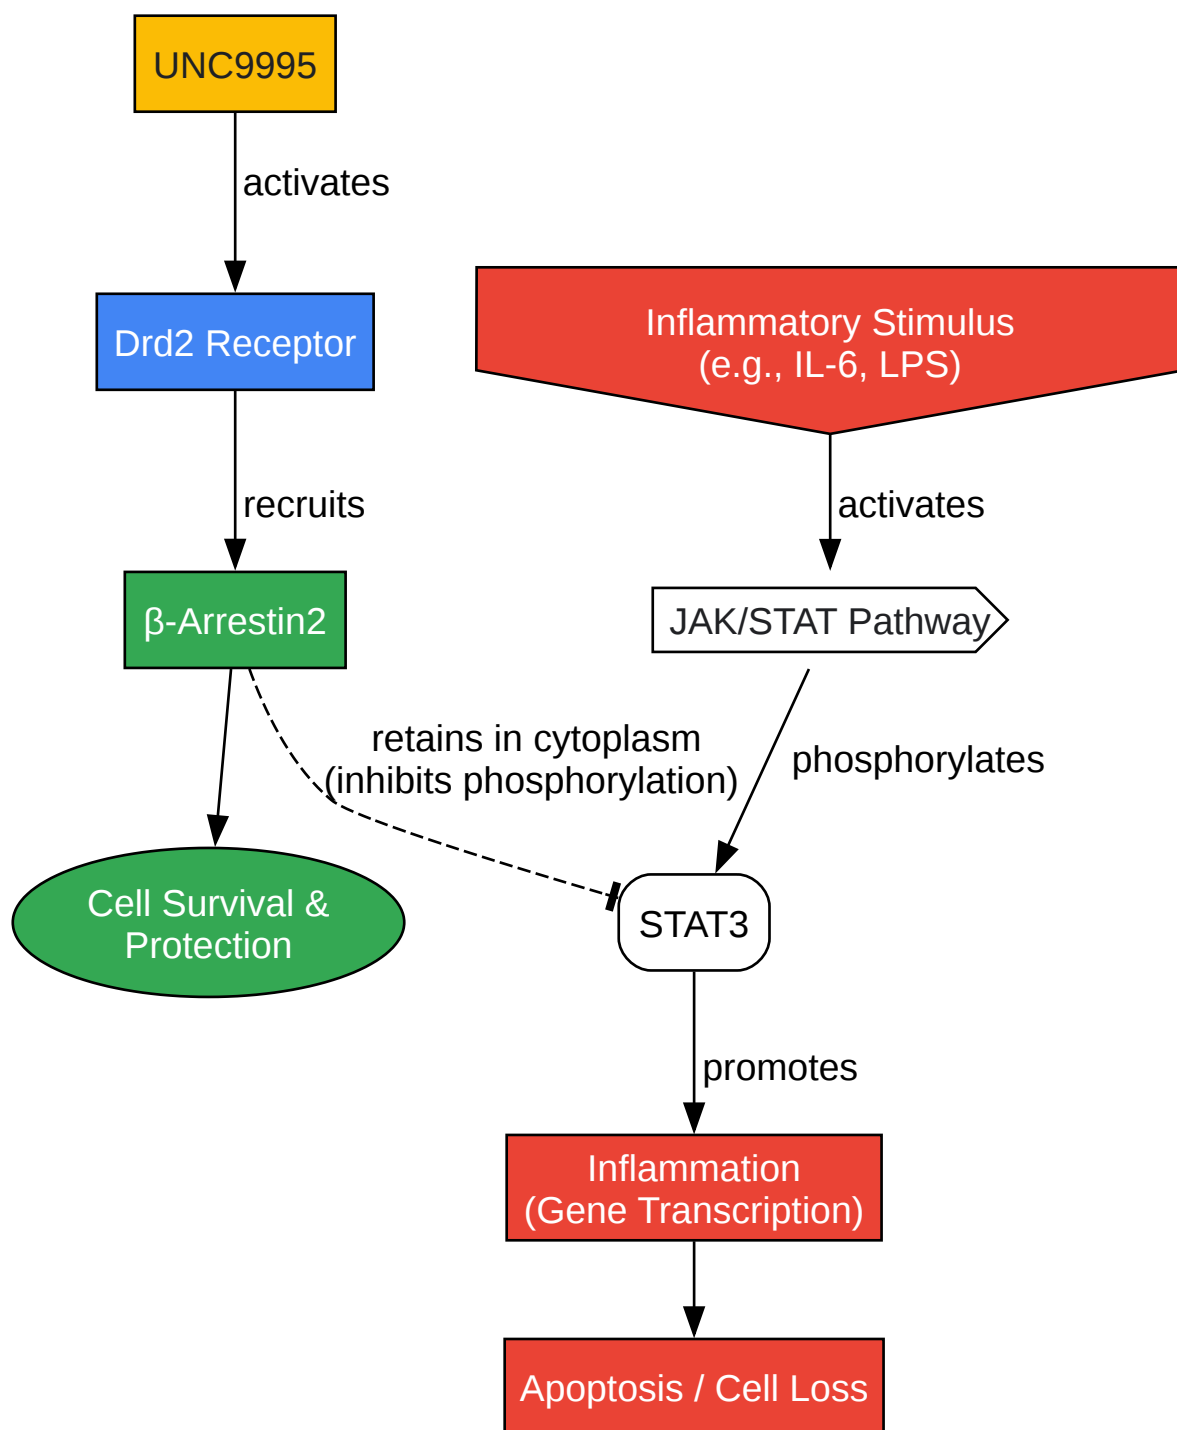 UNC9995
activates
Drd2 Receptor
Inflammatory Stimulus
(e.g., IL-6, LPS)
recruits
activates
β-Arrestin2
JAK/STAT Pathway
retains in cytoplasm
(inhibits phosphorylation)
phosphorylates
Cell Survival &
Protection
STAT3
promotes
Inflammation
(Gene Transcription)
Apoptosis / Cell Loss